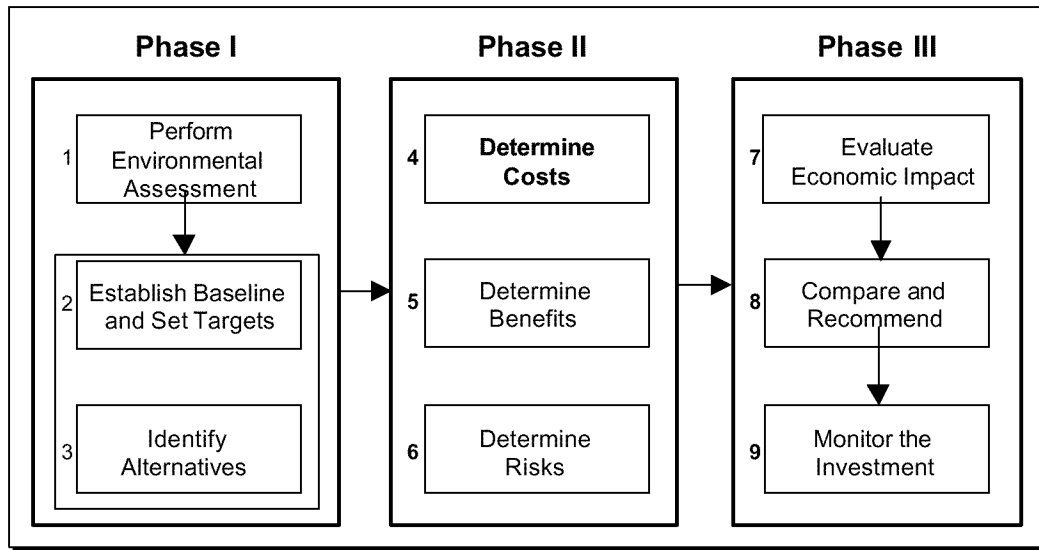 Phase I
1
Perform
Environmental
Assessment
2
Establish Baseline
and Set Targets
3
Identify
Alternatives
Phase II
4
Determine
Costs
5
Determine
Benefits
6
Determine
Risks
Phase III
7
Evaluate
Economic Impact
8
Compare and
Recommend
9
Monitor the
Investment